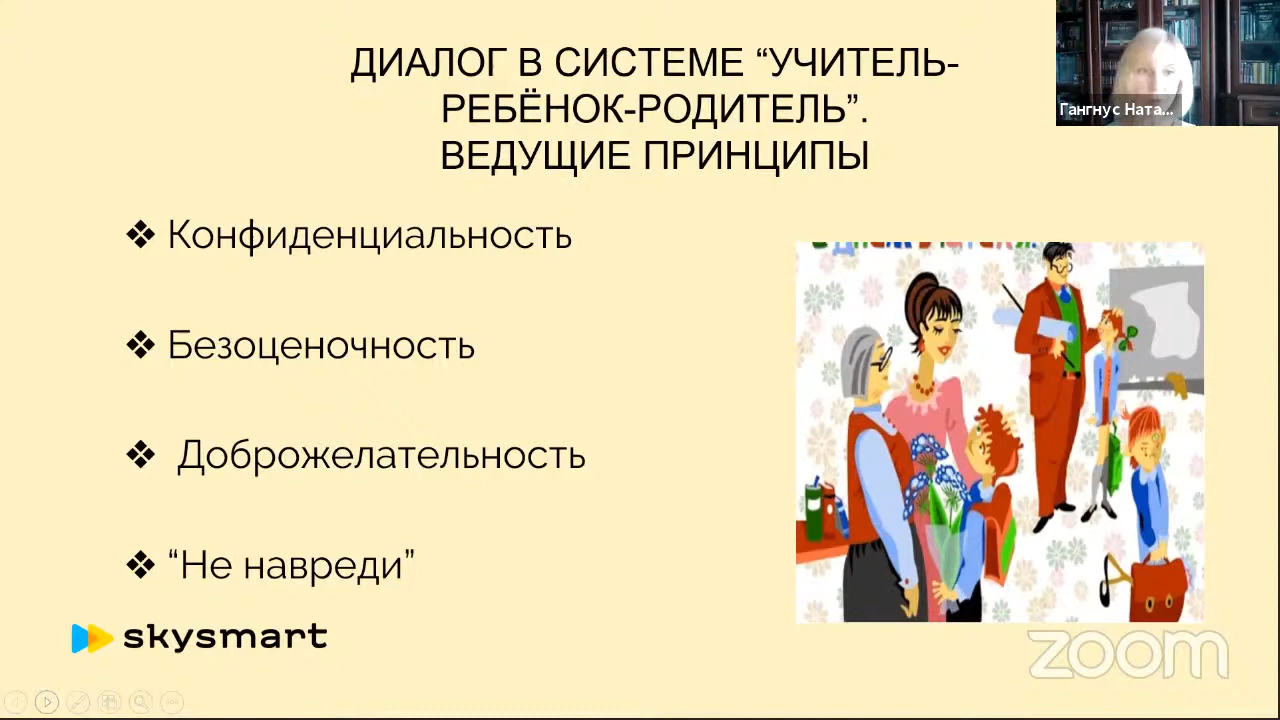 ДИАЛОГ В СИСТЕМЕ “УЧИТЕЛЬ-
РЕБЁНОК-РОДИТЕЛЬ”.
ВЕДУЩИЕ ПРИНЦИПЫ
Гангнус Ната...
❖ Конфиденциальность
❖ Безоценочность
❖ Доброжелательность
❖ “Не навреди”
skysmart
zoom